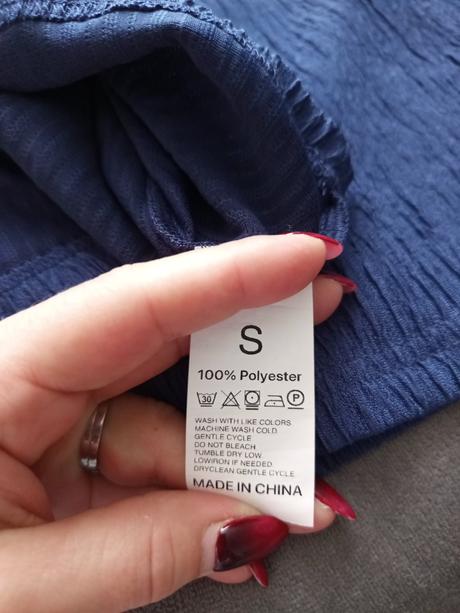 S
100% Polyester
30 P
WASH WITH LIKE COLORS
MACHINE WASH COLD
GENTLE CYCLE
DO NOT BLEACH
TUMBLE DRY LOW
LOWIRON IF NEEDED
DRYCLEAN GENTLE CYCLE
MADE IN CHINA